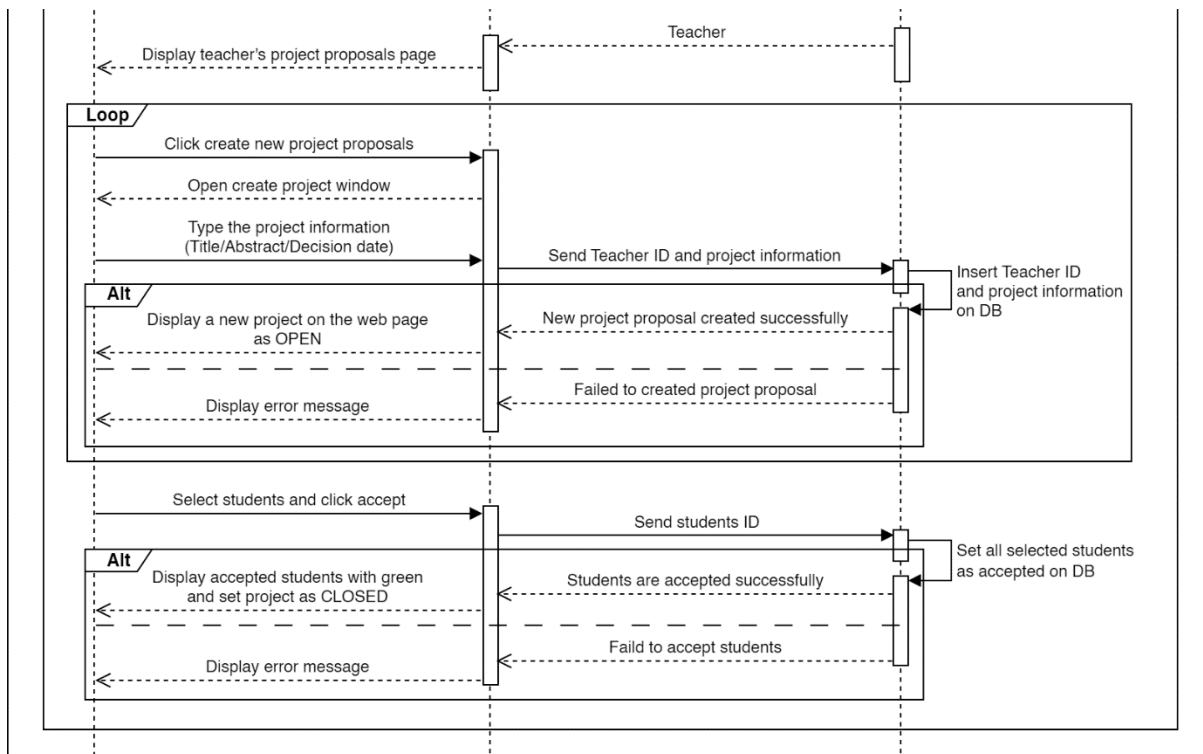 Teacher
Display teacher's project proposals page
Loop
Click create new project proposals
Open create project window
Type the project information
(Title/Abstract/Decision date)
Send Teacher ID and project information
Insert Teacher ID
and project information
on DB
Alt
Display a new project on the web page
as OPEN
New project proposal created successfully
Failed to created project proposal
Display error message
Select students and click accept
Send students ID
Set all selected students
as accepted on DB
Alt
Display accepted students with green
and set project as CLOSED
Students are accepted successfully
Faild to accept students
Display error message